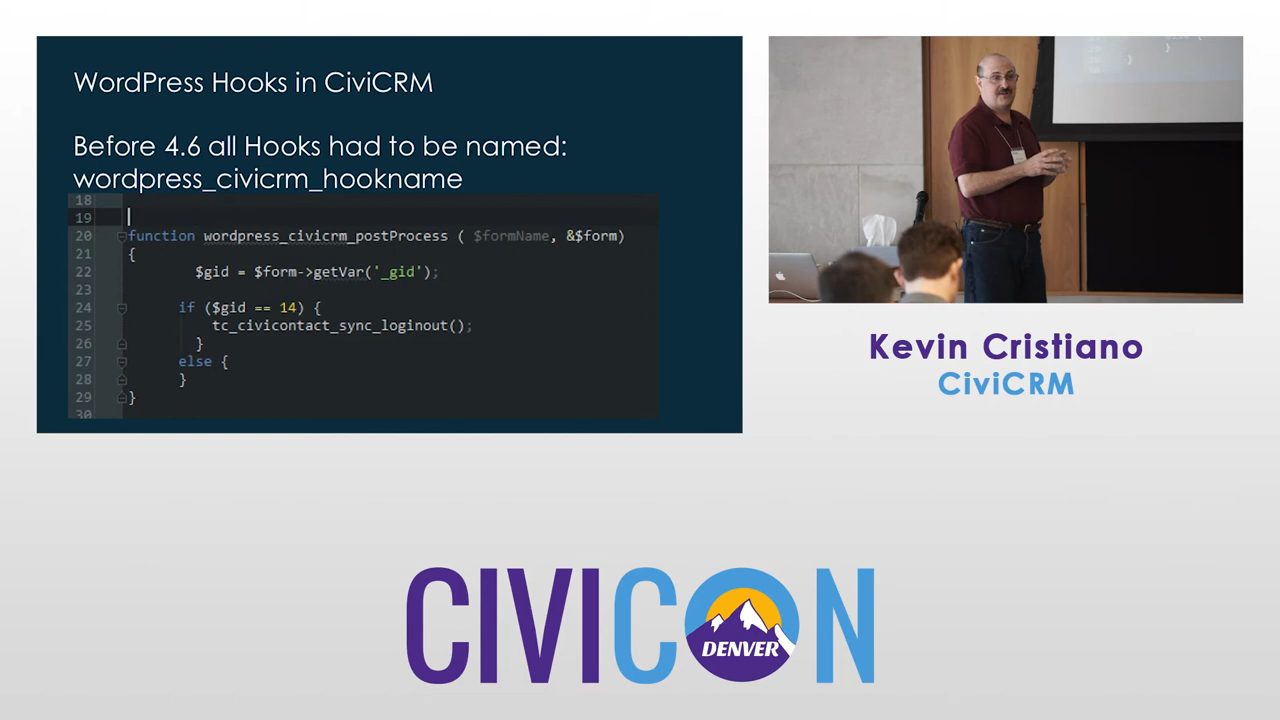 WordPress Hooks in CiviCRM
Before 4.6 all Hooks had to be named:
wordpress_civicrm_hookname
18
19
20 function wordpress_civicrm_postProcess ( $formName, &$form)
21 {
22 $gid = $form->getVar('_gid');
23
24 if ($gid == 14) {
25 tc_civicontact_sync_loginout();
26 }
27 else {
28 }
29 }
30
Kevin Cristiano
CiviCRM
CIVICON
DENVER